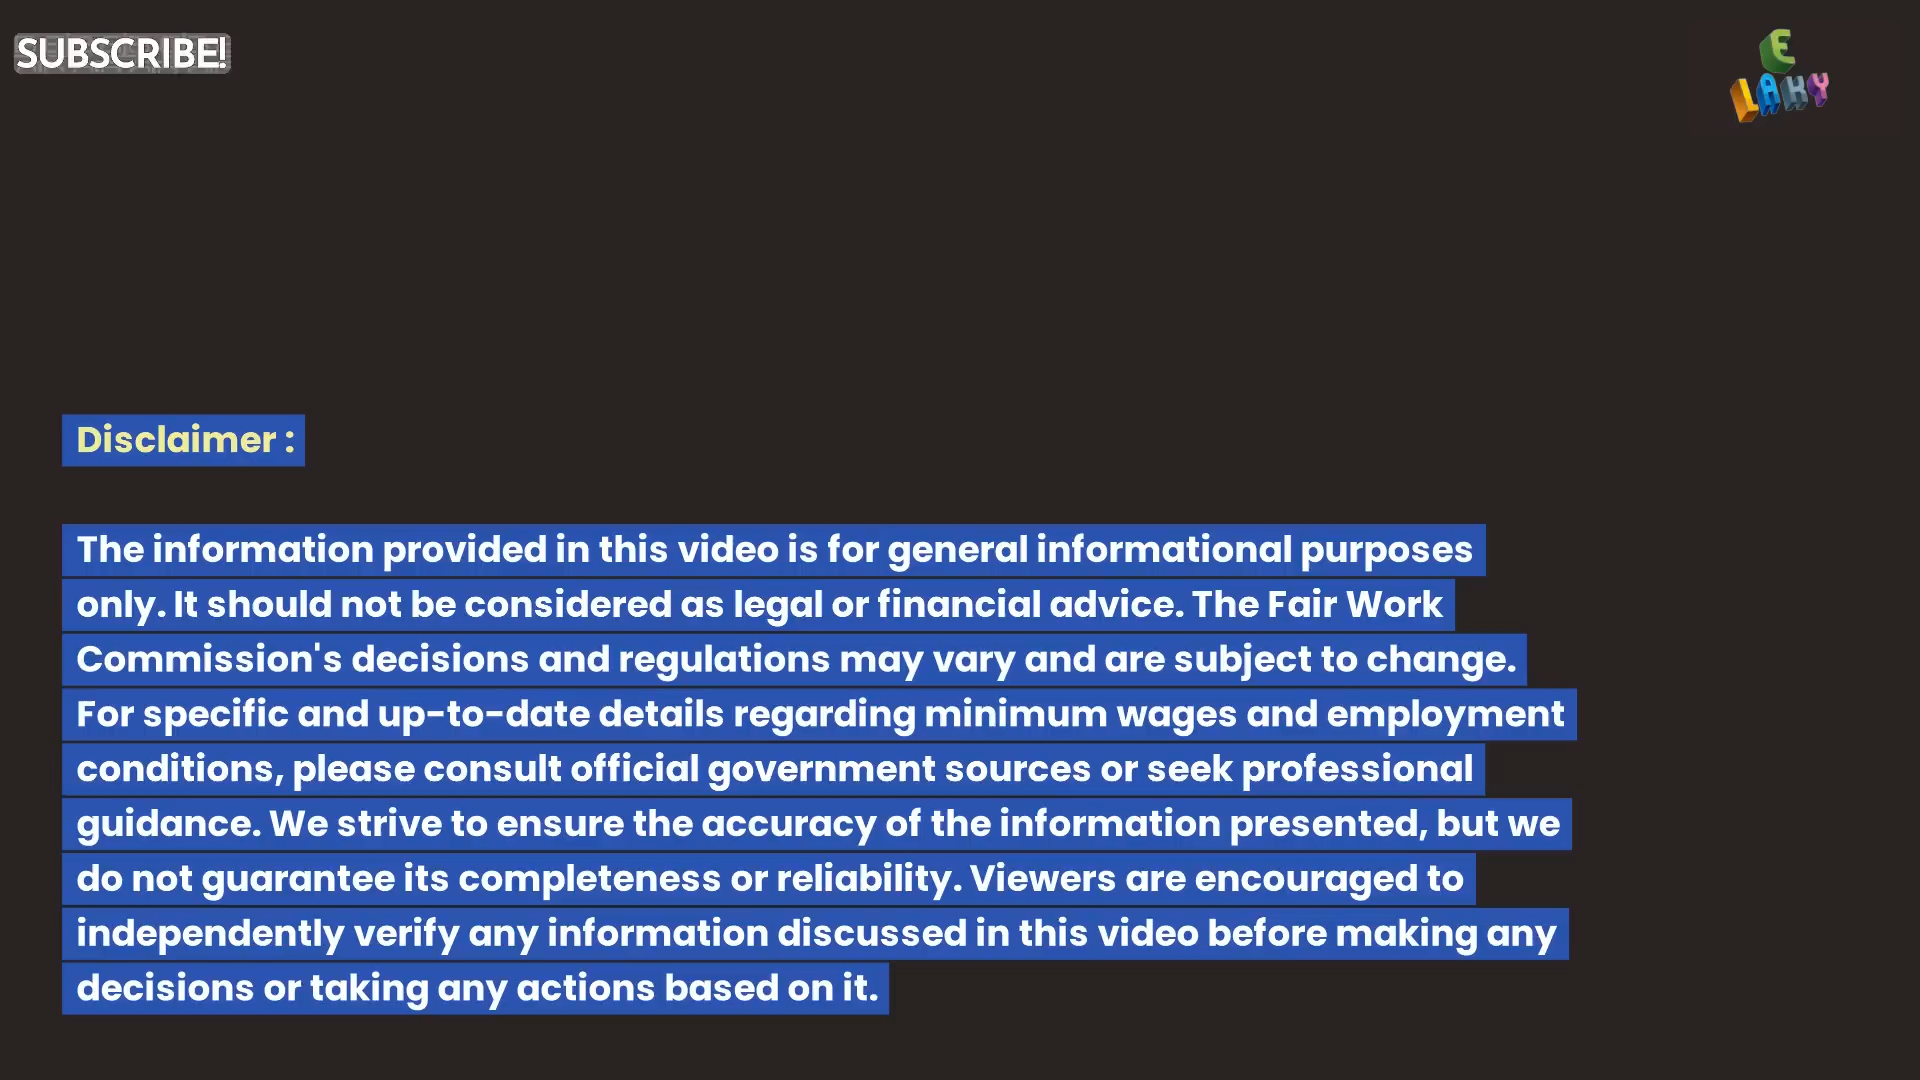 SUBSCRIBE!
E
LAKY
Disclaimer :
The information provided in this video is for general informational purposes
only. It should not be considered as legal or financial advice. The Fair Work
Commission's decisions and regulations may vary and are subject to change.
For specific and up-to-date details regarding minimum wages and employment
conditions, please consult official government sources or seek professional
guidance. We strive to ensure the accuracy of the information presented, but we
do not guarantee its completeness or reliability. Viewers are encouraged to
independently verify any information discussed in this video before making any
decisions or taking any actions based on it.